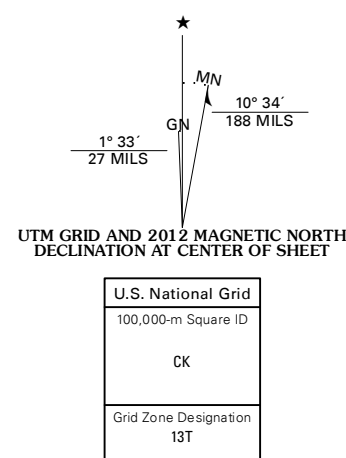 ★
MN
GN
10° 34´
188 MILS
1° 33´
27 MILS
UTM GRID AND 2012 MAGNETIC NORTH
DECLINATION AT CENTER OF SHEET
U.S. National Grid
100,000-m Square ID
CK
Grid Zone Designation
13T